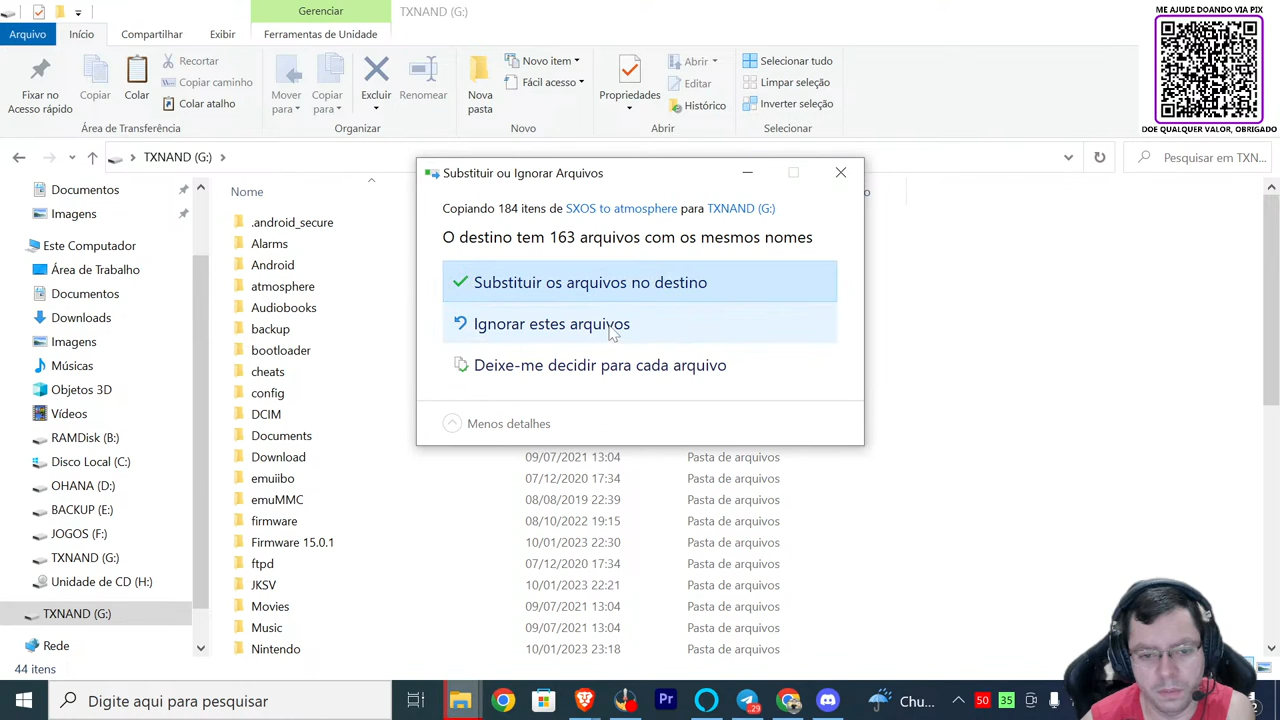 Gerenciar
TXNAND (G:)
ME AJUDE DOANDO VIA PIX
DOE QUALQUER VALOR, OBRIGADO
Arquivo
Início
Compartilhar
Exibir
Ferramentas de Unidade
Fixar no
Acesso rápido
Copiar
Colar
Recortar
Copiar caminho
Colar atalho
Área de Transferência
Mover
para
Copiar
para
Excluir
Renomear
Organizar
Nova
pasta
Novo item
Fácil acesso
Novo
Propriedades
Abrir
Editar
Histórico
Abrir
Selecionar tudo
Limpar seleção
Inverter seleção
Selecionar
TXNAND (G:)
Pesquisar em TXN...
Documentos
Imagens
Este Computador
Área de Trabalho
Documentos
Downloads
Imagens
Músicas
Objetos 3D
Vídeos
RAMDisk (B:)
Disco Local (C:)
OHANA (D:)
BACKUP (E:)
JOGOS (F:)
TXNAND (G:)
Unidade de CD (H:)
TXNAND (G:)
Rede
44 itens
Nome
.android_secure
Alarms
Android
atmosphere
Audiobooks
backup
bootloader
cheats
config
DCIM
Documents
Download 09/07/2021 13:04 Pasta de arquivos
emuiibo 07/12/2020 17:34 Pasta de arquivos
emuMMC 08/08/2019 22:39 Pasta de arquivos
firmware 08/10/2022 19:15 Pasta de arquivos
Firmware 15.0.1 10/01/2023 22:30 Pasta de arquivos
ftpd 07/12/2020 17:34 Pasta de arquivos
JKSV 10/01/2023 22:21 Pasta de arquivos
Movies 09/07/2021 13:04 Pasta de arquivos
Music 09/07/2021 13:04 Pasta de arquivos
Nintendo 10/01/2023 23:18 Pasta de arquivos
Substituir ou Ignorar Arquivos
Copiando 184 itens de SXOS to atmosphere para TXNAND (G:)
O destino tem 163 arquivos com os mesmos nomes
Substituir os arquivos no destino
Ignorar estes arquivos
Deixe-me decidir para cada arquivo
Menos detalhes
Digite aqui para pesquisar
Pr
29
Chu...
50
35